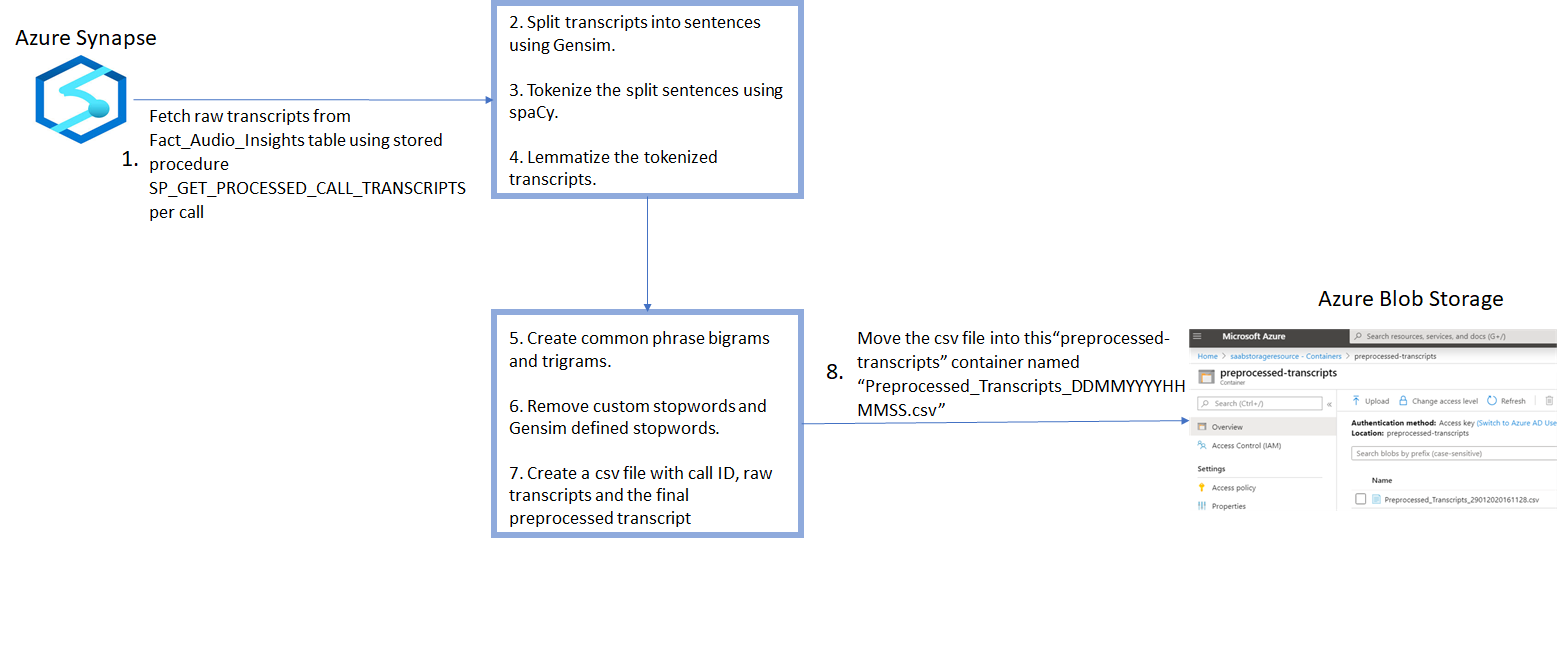 Azure Synapse
1.
Fetch raw transcripts from
Fact_Audio_Insights table using stored
procedure
SP_GET_PROCESSED_CALL_TRANSCRIPTS
per call
2. Split transcripts into sentences
using Gensim.
3. Tokenize the split sentences using
spaCy.
4. Lemmatize the tokenized
transcripts.
5. Create common phrase bigrams
and trigrams.
6. Remove custom stopwords and
Gensim defined stopwords.
7. Create a csv file with call ID, raw
transcripts and the final
preprocessed transcript
8.
Move the csv file into this“preprocessed-
transcripts” container named
“Preprocessed_Transcripts_DDMMYYYYHH
MMSS.csv”
Azure Blob Storage
Microsoft Azure
Search resources, services, and docs (G+/)
Home > saabstorageresource - Containers > preprocessed-transcripts
preprocessed-transcripts
Container
Search (Ctrl+/)
«
Upload Change access level Refresh
Overview
Access Control (IAM)
Settings
Access policy
Properties
Authentication method: Access key (Switch to Azure AD Use
Location: preprocessed-transcripts
Search blobs by prefix (case-sensitive)
Name
Preprocessed_Transcripts_29012020161128.csv